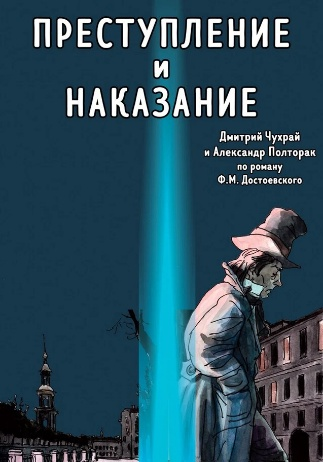 ПРЕСТУПЛЕНИЕ
и
НАКАЗАНИЕ
Дмитрий Чухрай
и Александр Полторак
по роману
Ф.М. Достоевского